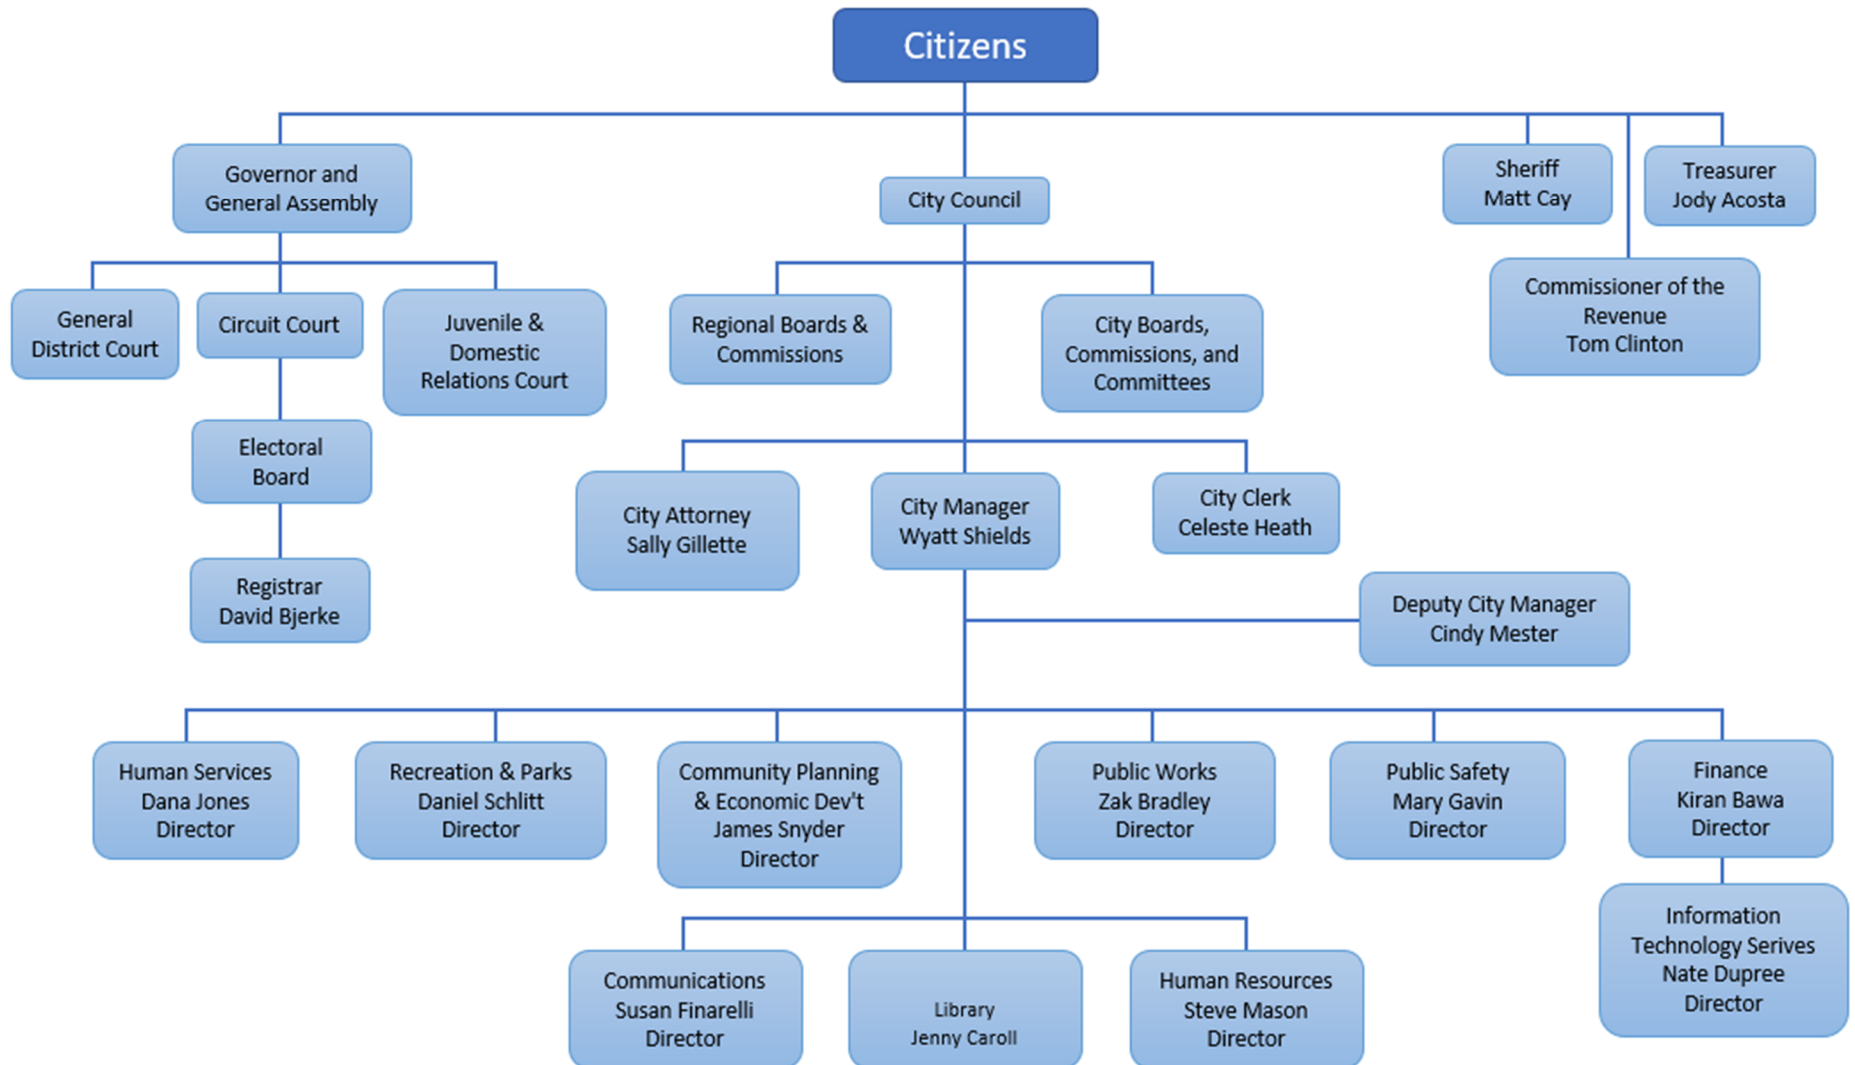 Citizens
Governor and
General Assembly
City Council
Sheriff
Matt Cay
Treasurer
Jody Acosta
General
District Court
Circuit Court
Juvenile &
Domestic
Relations Court
Regional Boards &
Commissions
City Boards,
Commissions, and
Committees
Commissioner of the
Revenue
Tom Clinton
Electoral
Board
City Attorney
Sally Gillette
City Manager
Wyatt Shields
City Clerk
Celeste Heath
Registrar
David Bjerke
Deputy City Manager
Cindy Mester
Human Services
Dana Jones
Director
Recreation & Parks
Daniel Schlitt
Director
Community Planning
& Economic Dev't
James Snyder
Director
Public Works
Zak Bradley
Director
Public Safety
Mary Gavin
Director
Finance
Kiran Bawa
Director
Information
Technology Serives
Nate Dupree
Director
Communications
Susan Finarelli
Director
Library
Jenny Caroll
Human Resources
Steve Mason
Director